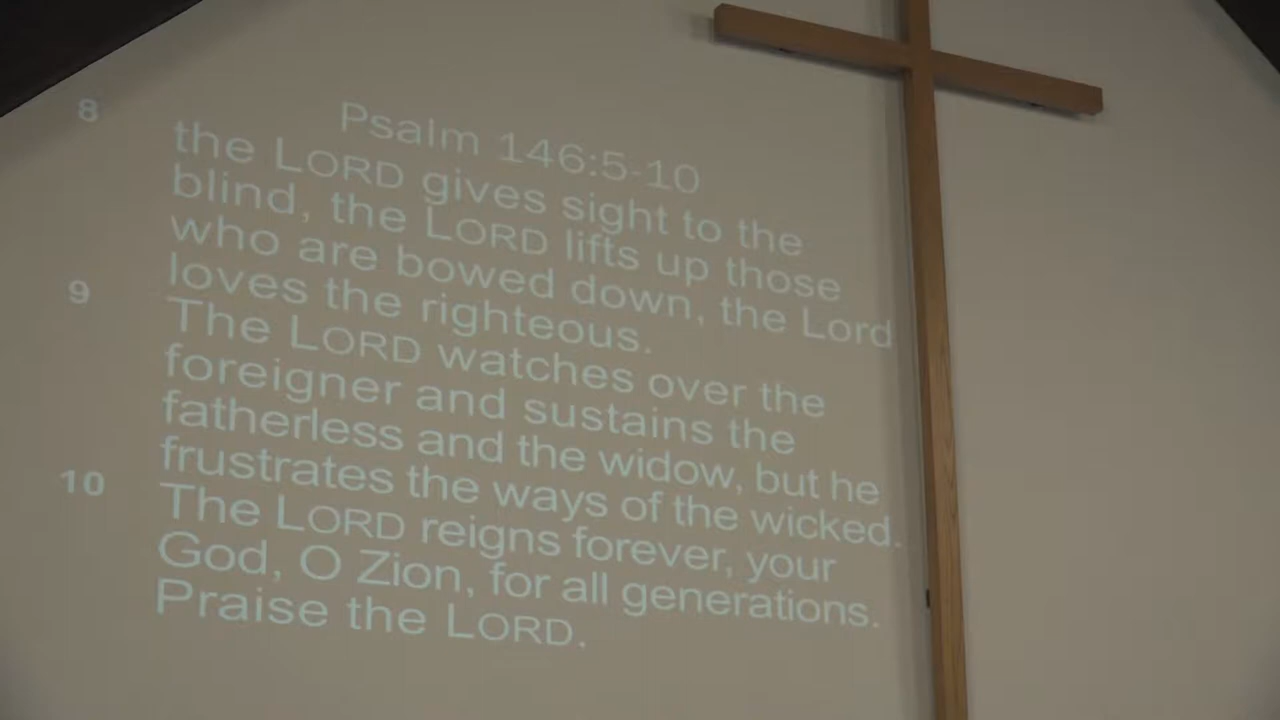 Psalm 146:5-10
8 the LORD gives sight to the
blind, the LORD lifts up those
who are bowed down, the Lord
loves the righteous.
9 The LORD watches over the
foreigner and sustains the
fatherless and the widow, but he
frustrates the ways of the wicked.
10 The LORD reigns forever, your
God, O Zion, for all generations.
Praise the LORD.